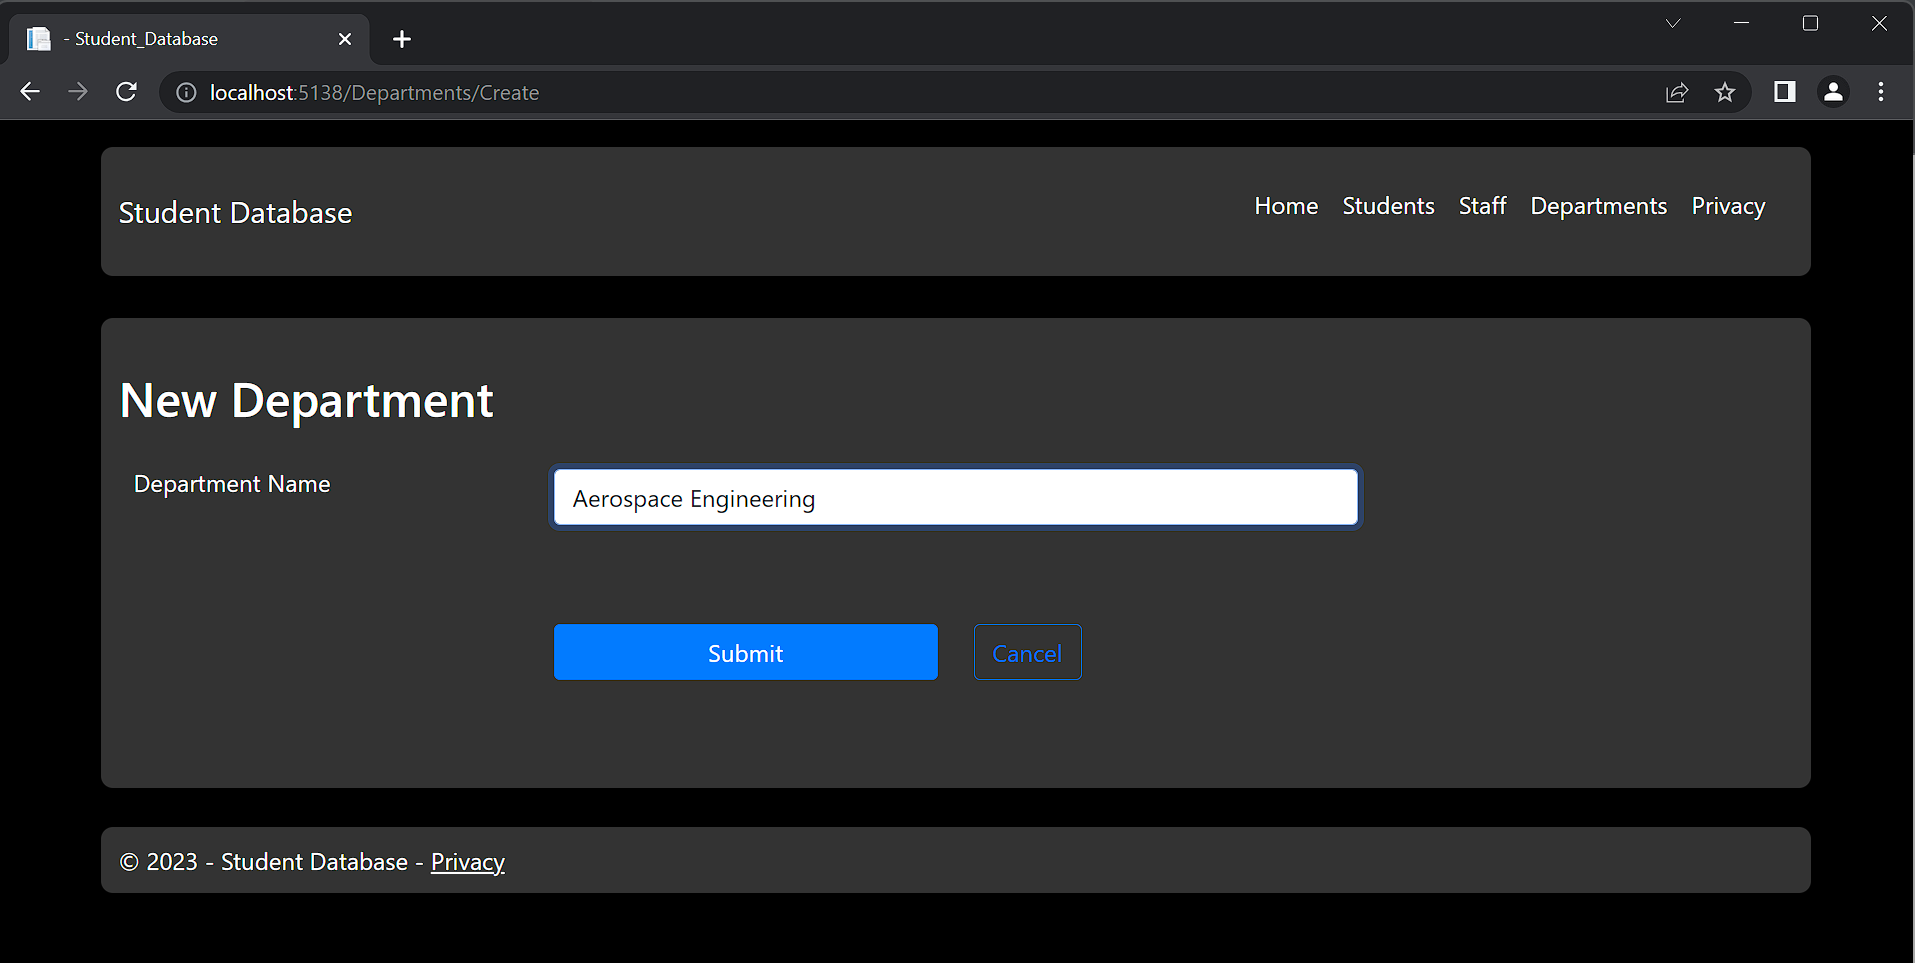 - Student_Database
localhost:5138/Departments/Create
Student Database
Home Students Staff Departments Privacy
New Department
Department Name
Aerospace Engineering
Submit Cancel
© 2023 - Student Database - Privacy